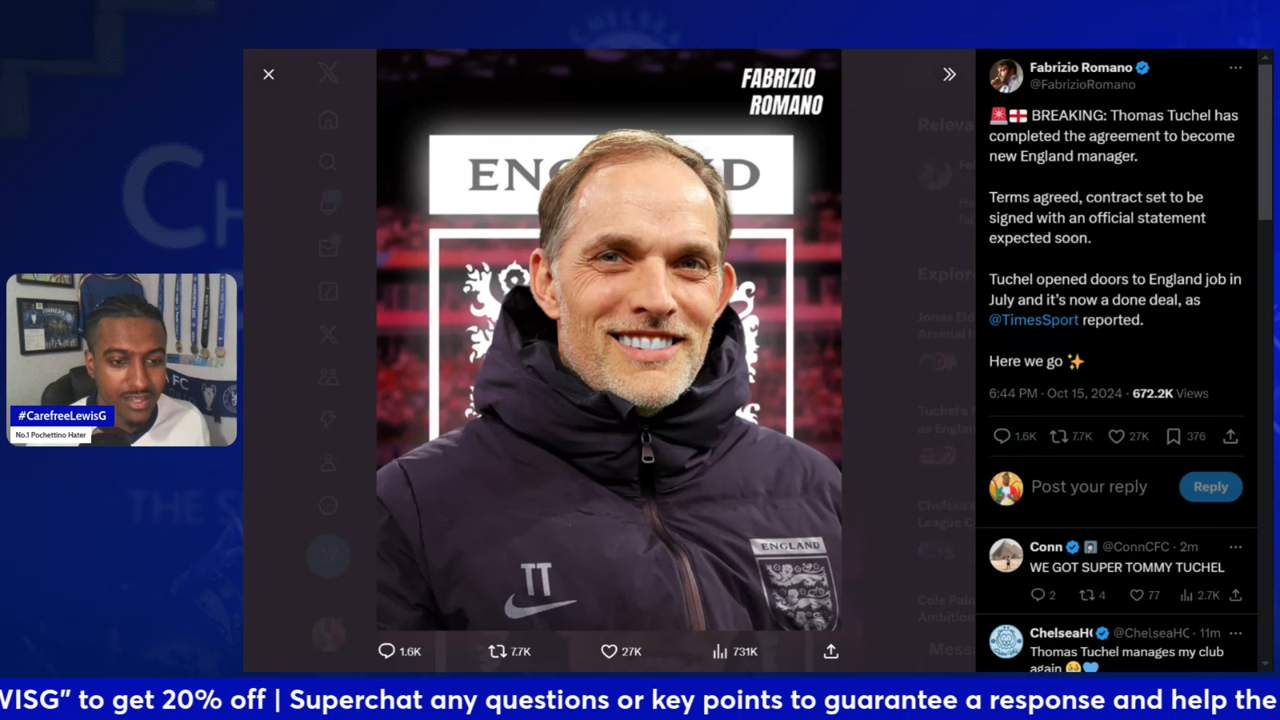 FABRIZIO
ROMANO
ENGLAND
TT
ENGLAND
1.6K
7.7K
27K
731K
Fabrizio Romano
@FabrizioRomano
🚨🏴󠁧󠁢󠁥󠁮󠁧󠁿 BREAKING: Thomas Tuchel has
completed the agreement to become
new England manager.
Terms agreed, contract set to be
signed with an official statement
expected soon.
Tuchel opened doors to England job in
July and it's now a done deal, as
@TimesSport reported.
Here we go ✨
6:44 PM · Oct 15, 2024 · 672.2K Views
1.6K 7.7K 27K 376
Post your reply
Reply
Conn @ConnCFC · 2m
WE GOT SUPER TOMMY TUCHEL
2 4 77 2.7K
ChelseaH @ChelseaHC · 11m
Thomas Tuchel manages my club
again 🥹🩵
#CarefreeLewisG
No.1 Pochettino Hater
WISG" to get 20% off | Superchat any questions or key points to guarantee a response and help the